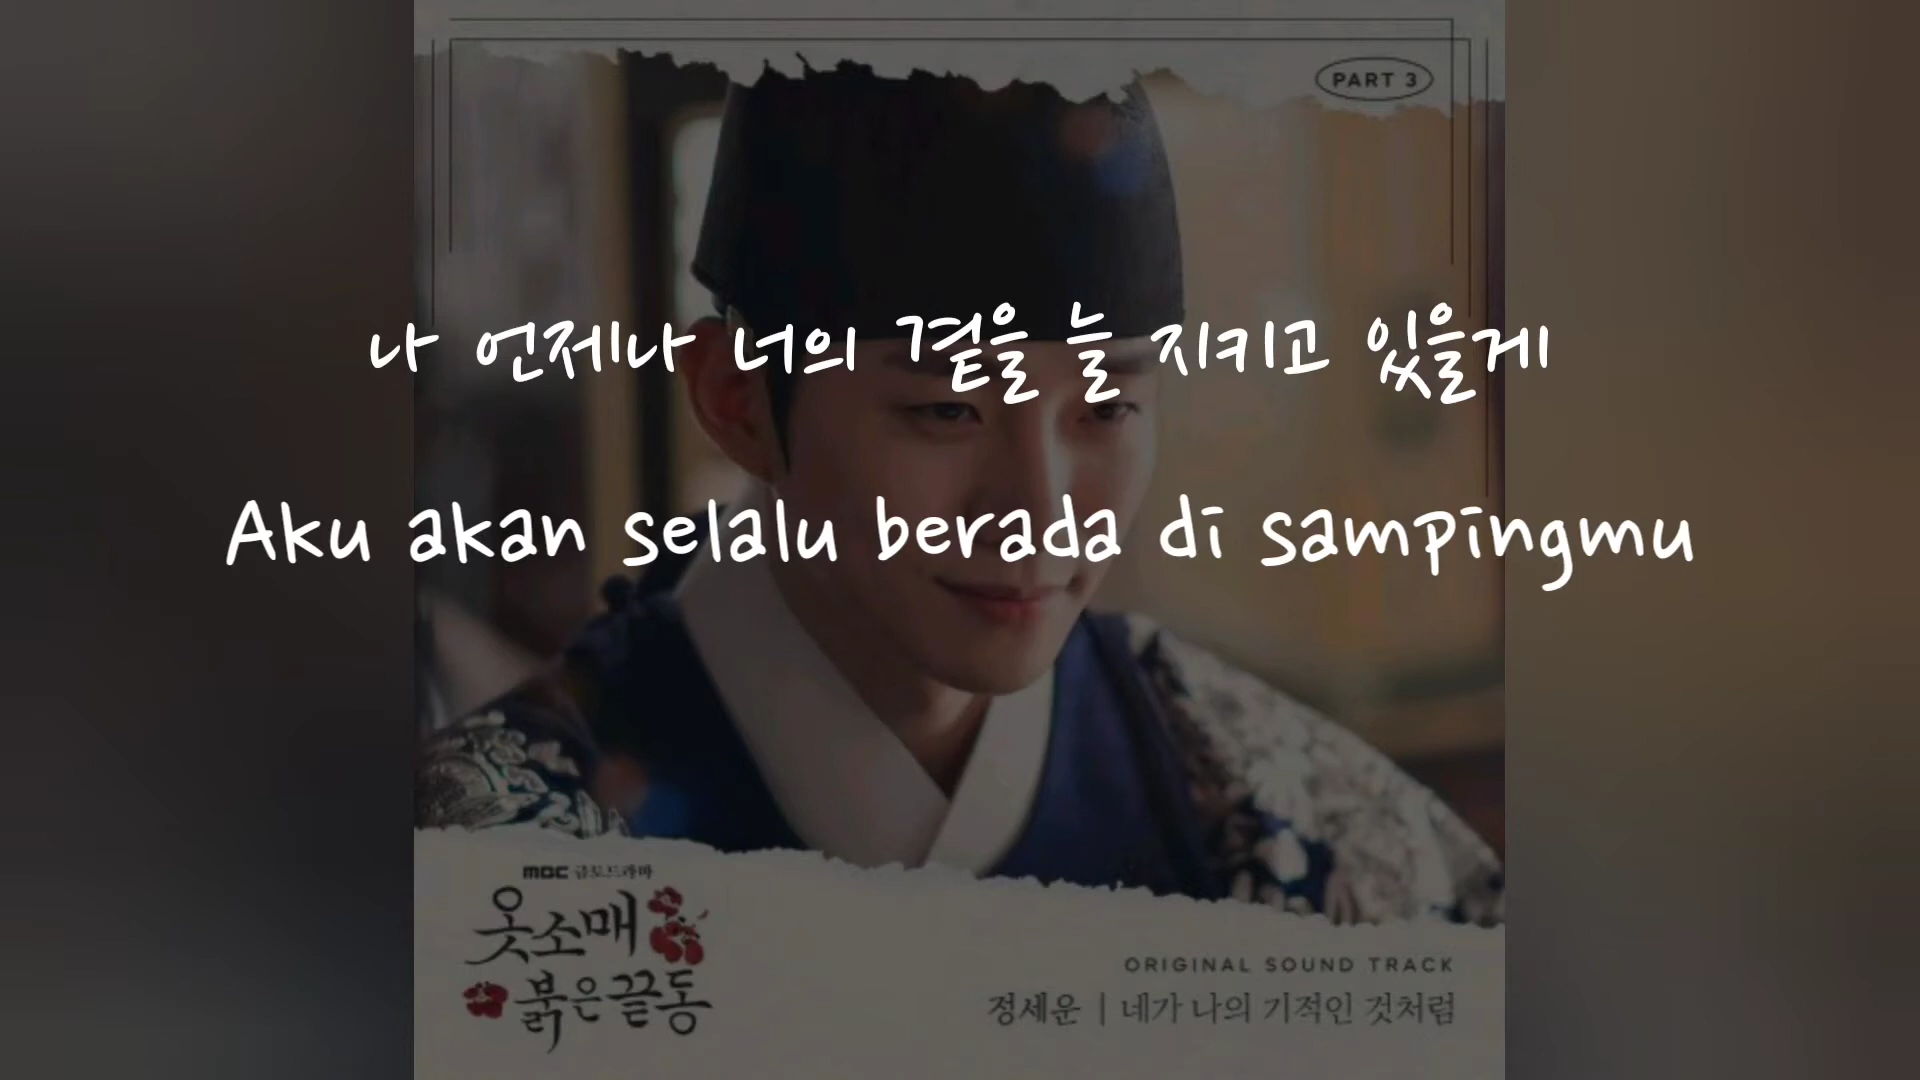 PART 3
나 언제나 너의 곁을 늘 지키고 있을게
Aku akan selalu berada di sampingmu
MBC 금토드라마
옷소매
붉은끝동
ORIGINAL SOUND TRACK
정세운 | 네가 나의 기적인 것처럼